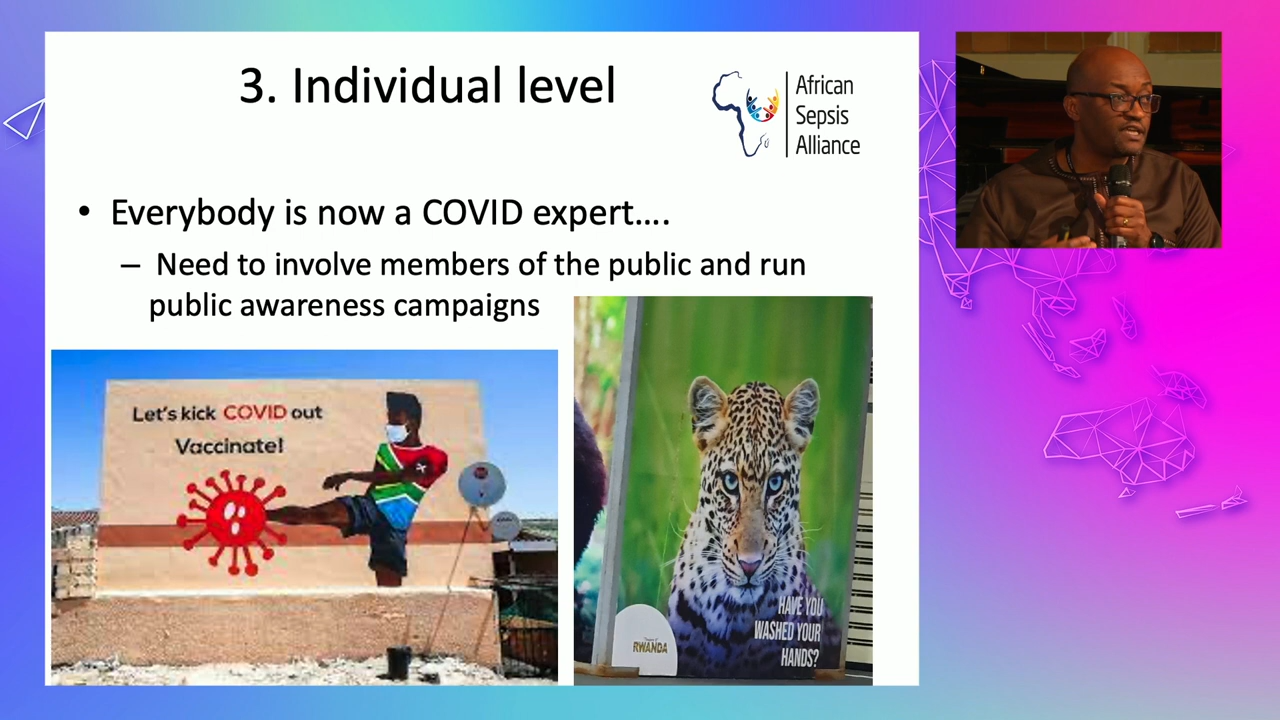 3. Individual level
African
Sepsis
Alliance
• Everybody is now a COVID expert....
– Need to involve members of the public and run
public awareness campaigns
Let's kick COVID out
Vaccinate!
HAVE YOU
WASHED YOUR
HANDS?
RWANDA